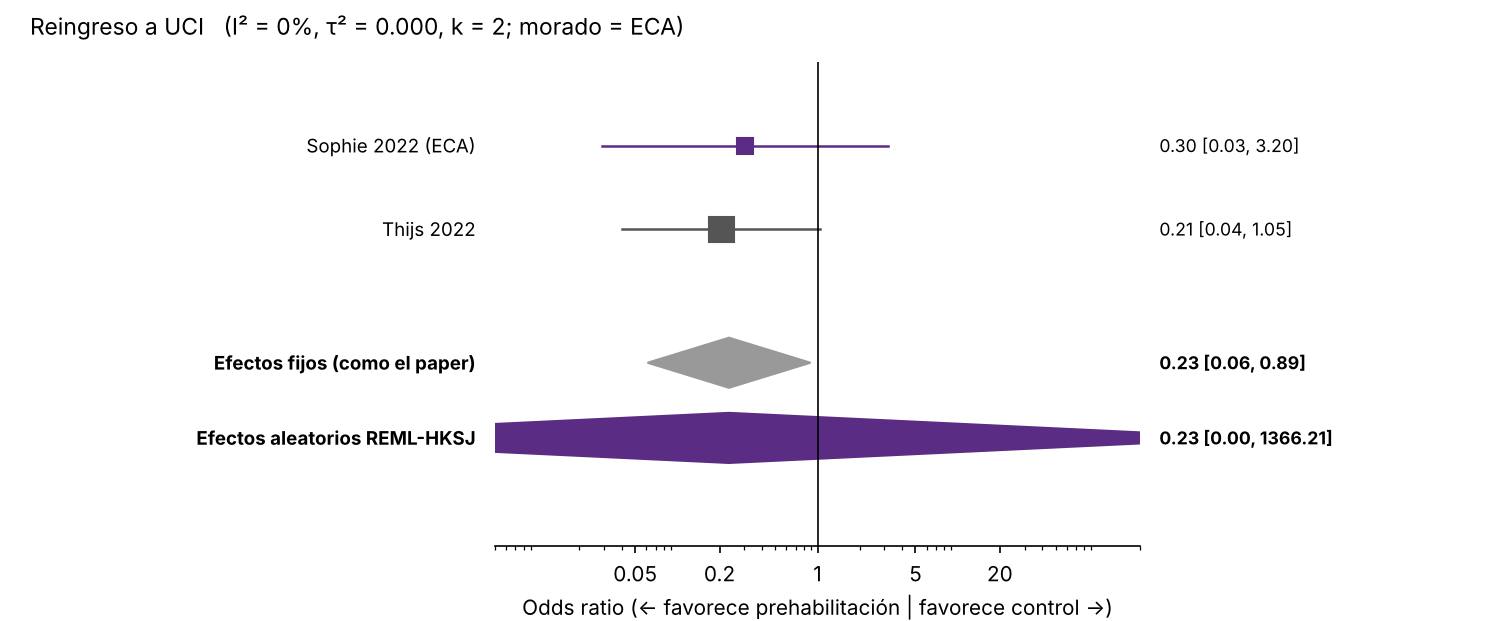 Reingreso a UCI (I² = 0%, τ² = 0.000, k = 2; morado = ECA)
Sophie 2022 (ECA) 0.30 [0.03, 3.20]
Thijs 2022 0.21 [0.04, 1.05]
Efectos fijos (como el paper) 0.23 [0.06, 0.89]
Efectos aleatorios REML-HKSJ 0.23 [0.00, 1366.21]
0.05 0.2 1 5 20
Odds ratio (← favorece prehabilitación | favorece control →)